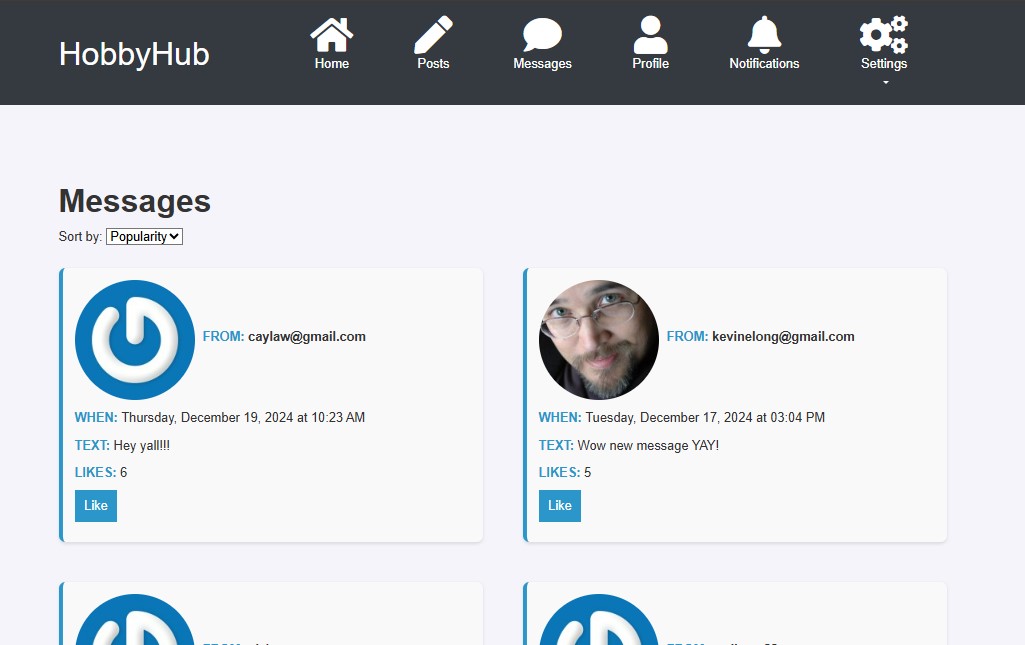 HobbyHub
Home
Posts
Messages
Profile
Notifications
Settings
Messages
Sort by: Popularity
FROM: caylaw@gmail.com
WHEN: Thursday, December 19, 2024 at 10:23 AM
TEXT: Hey yall!!!
LIKES: 6
Like
FROM: kevinelong@gmail.com
WHEN: Tuesday, December 17, 2024 at 03:04 PM
TEXT: Wow new message YAY!
LIKES: 5
Like